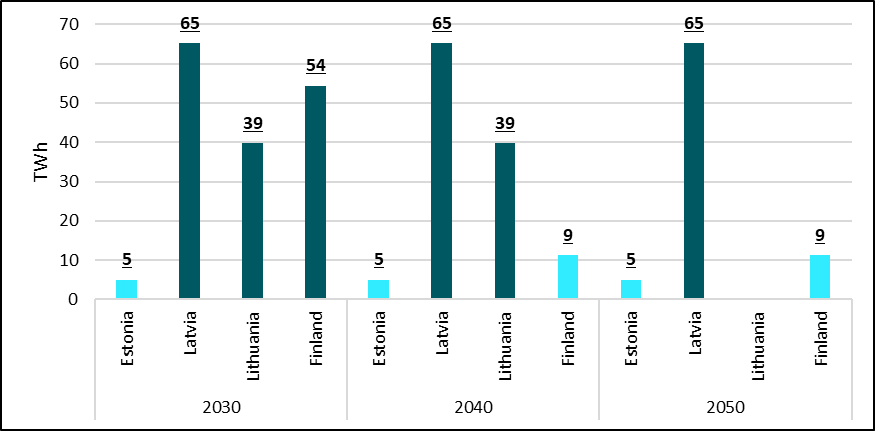 70
60
50
40
30
20
10
0
TWh
5
65
39
54
5
65
39
9
5
65
9
Estonia
Latvia
Lithuania
Finland
Estonia
Latvia
Lithuania
Finland
Estonia
Latvia
Lithuania
Finland
2030
2040
2050